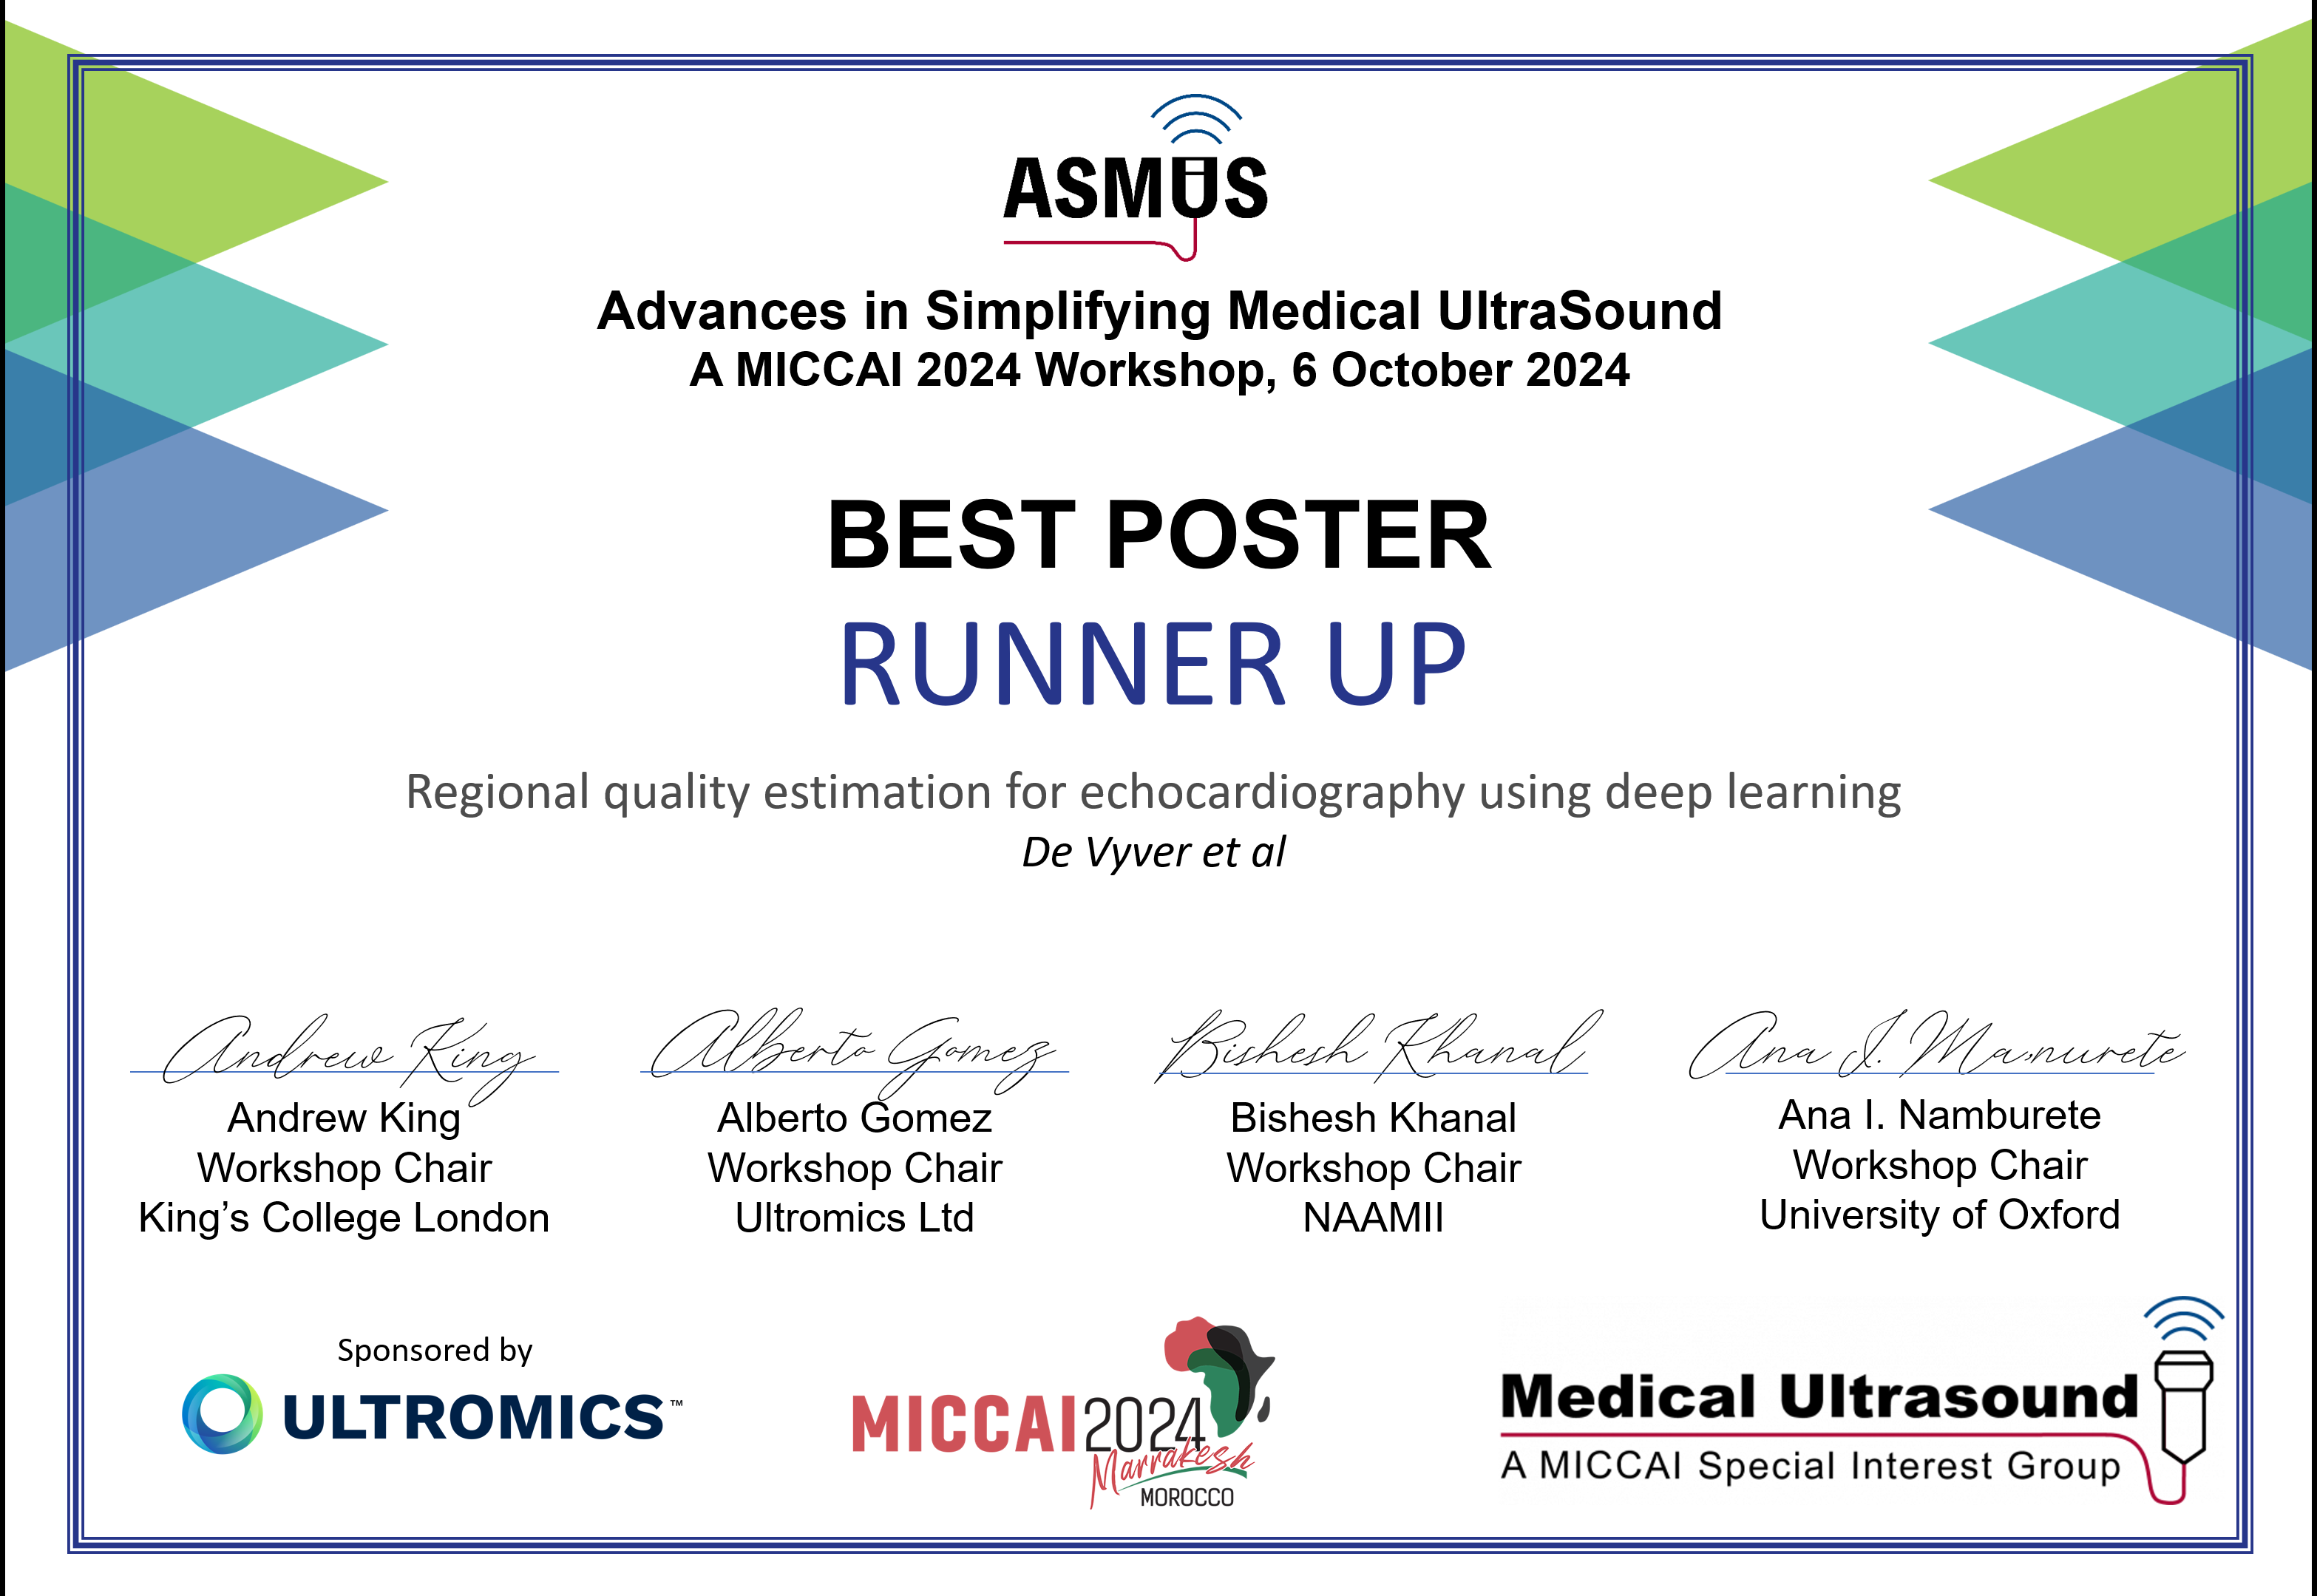 ASMUS
Advances in Simplifying Medical UltraSound
A MICCAI 2024 Workshop, 6 October 2024
BEST POSTER
RUNNER UP
Regional quality estimation for echocardiography using deep learning
De Vyver et al
Andrew King
Alberto Gomez
Bishesh Khanal
Ana I. Mamurete
Andrew King
Workshop Chair
King’s College London
Alberto Gomez
Workshop Chair
Ultromics Ltd
Bishesh Khanal
Workshop Chair
NAAMII
Ana I. Namburete
Workshop Chair
University of Oxford
Sponsored by
ULTROMICS™
MICCAI2024
Marrakesh
MOROCCO
Medical Ultrasound
A MICCAI Special Interest Group